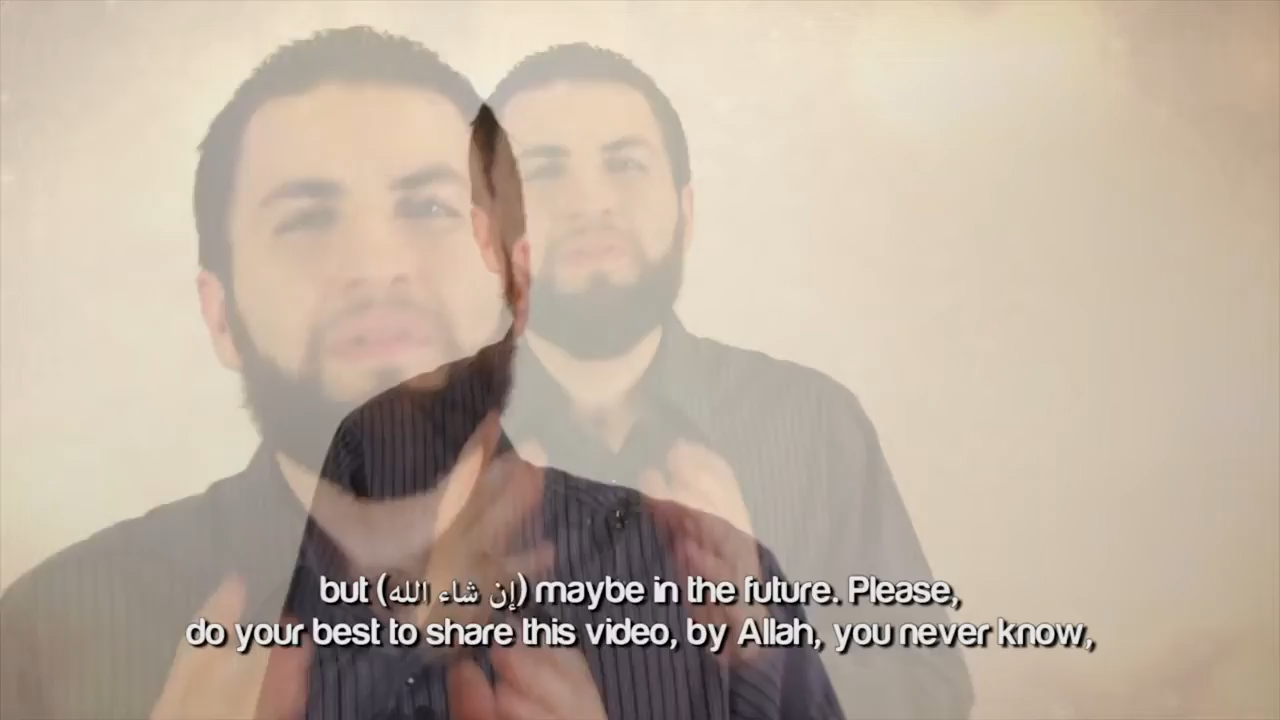 but (إن شاء الله) maybe in the future. Please,
do your best to share this video, by Allah, you never know,